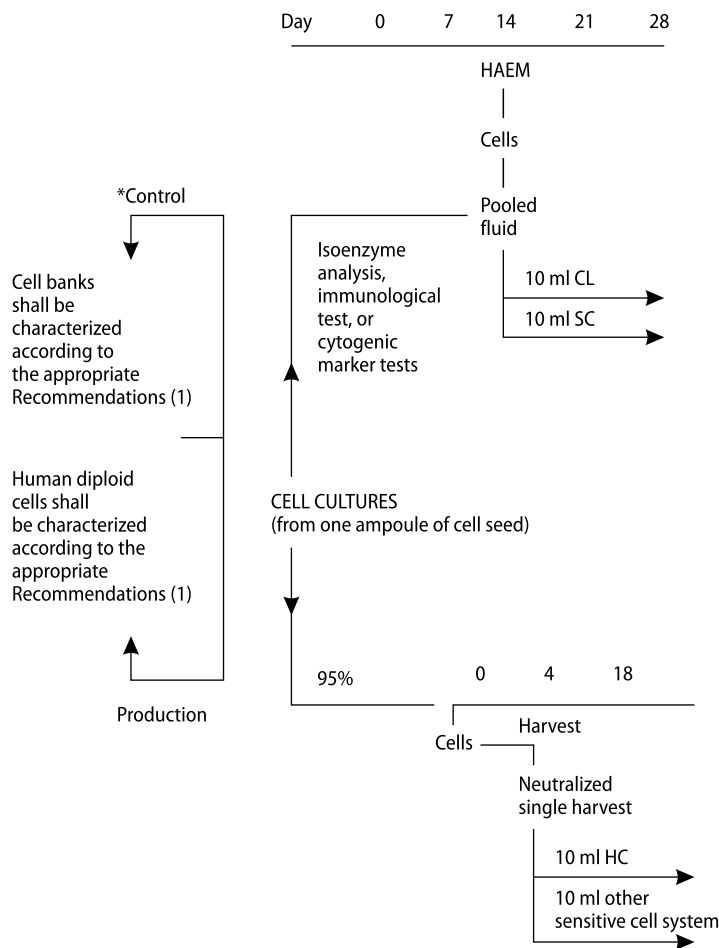 Day 0 7 14 21 28
HAEM
Cells
Pooled
fluid
10 ml CL
10 ml SC
*Control
Cell banks
shall be
characterized
according to
the appropriate
Recommendations (1)
Isoenzyme
analysis,
immunological
test, or
cytogenic
marker tests
Human diploid
cells shall
be characterized
according to the
appropriate
Recommendations (1)
CELL CULTURES
(from one ampoule of cell seed)
Production
95%
0 4 18
Harvest
Cells
Neutralized
single harvest
10 ml HC
10 ml other
sensitive cell system